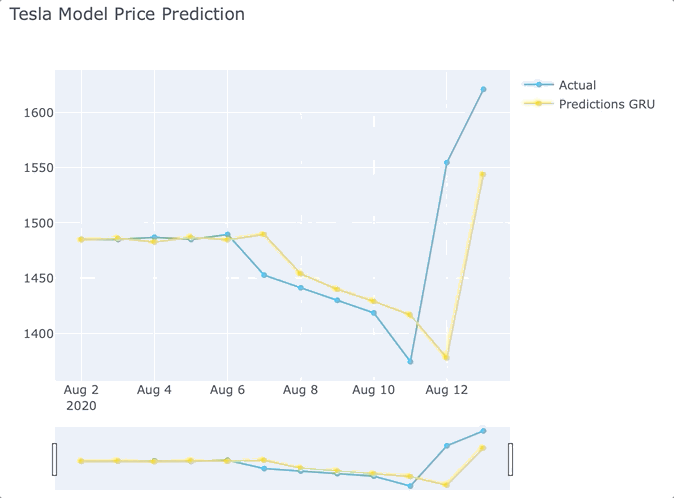 Tesla Model Price Prediction
Actual
Predictions GRU
1600
1550
1500
1450
1400
Aug 2 Aug 4 Aug 6 Aug 8 Aug 10 Aug 12
2020